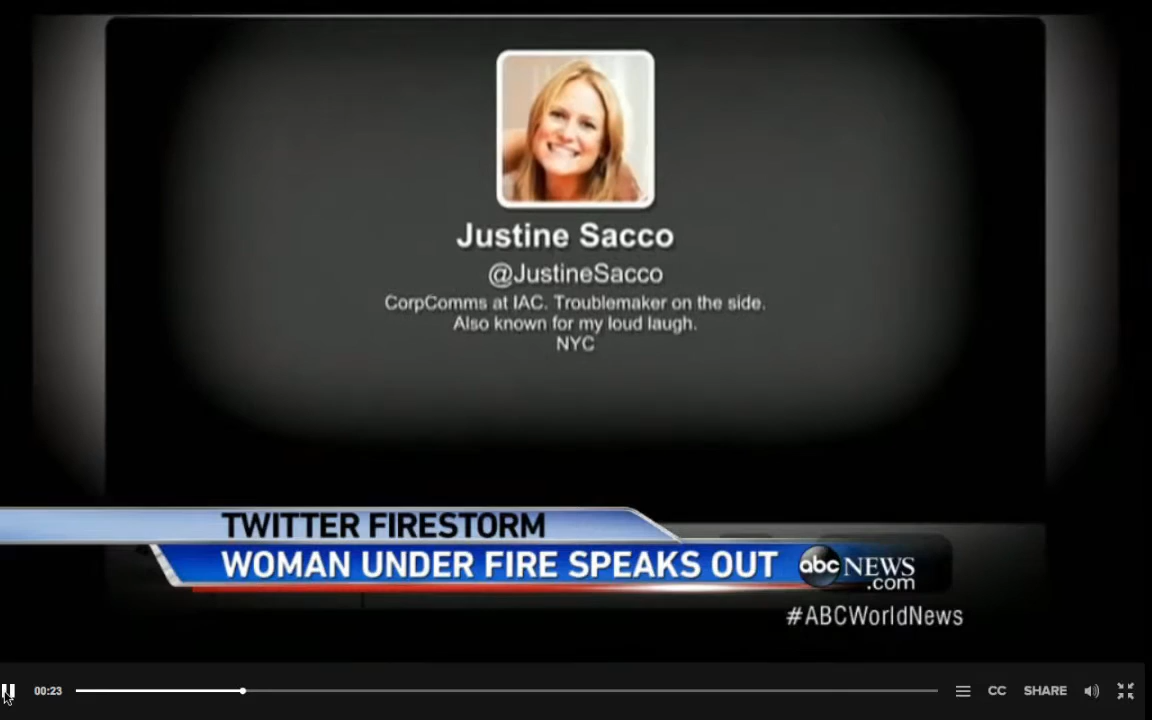 Justine Sacco
@JustineSacco
CorpComms at IAC. Troublemaker on the side.
Also known for my loud laugh.
NYC
TWITTER FIRESTORM
WOMAN UNDER FIRE SPEAKS OUT
abc NEWS
.com
#ABCWorldNews
00:23
CC
SHARE